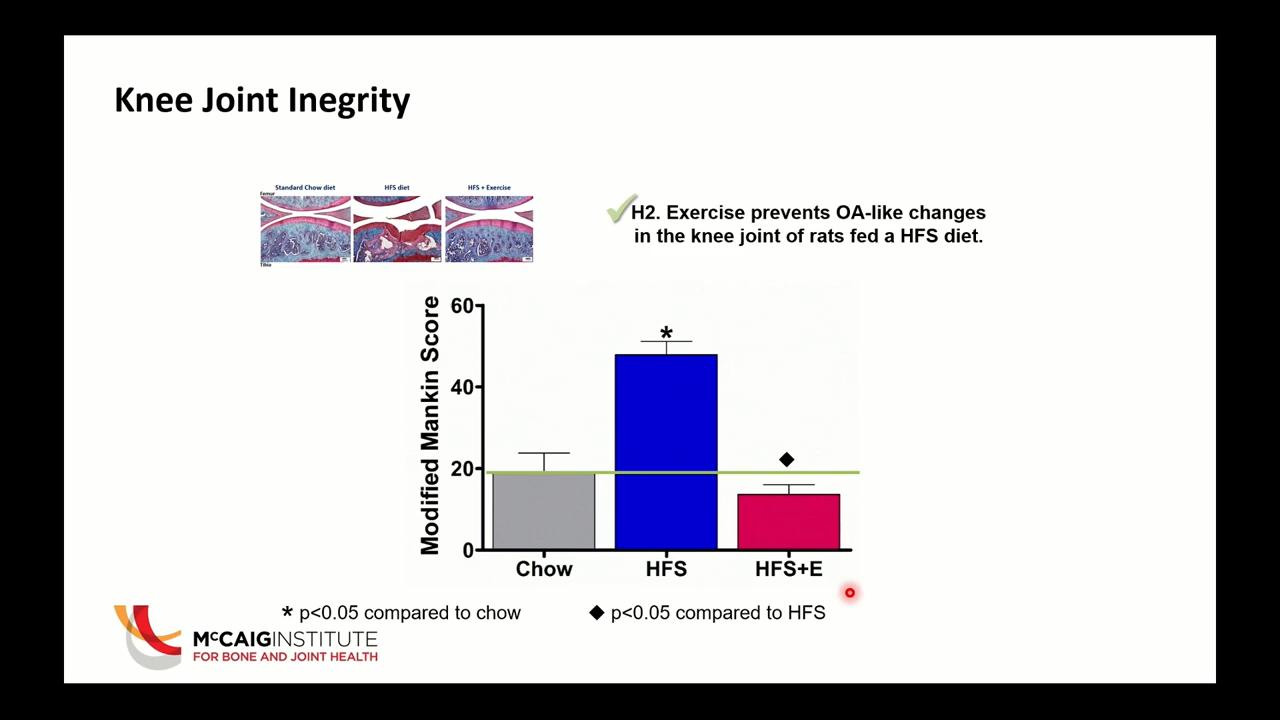 Knee Joint Inegrity
Standard Chow diet
HFS diet
HFS + Exercise
Femur
Tibia
H2. Exercise prevents OA-like changes
in the knee joint of rats fed a HFS diet.
Modified Mankin Score
60
40
20
0
*
◆
Chow
HFS
HFS+E
* p<0.05 compared to chow
◆ p<0.05 compared to HFS
McCAIGINSTITUTE
FOR BONE AND JOINT HEALTH